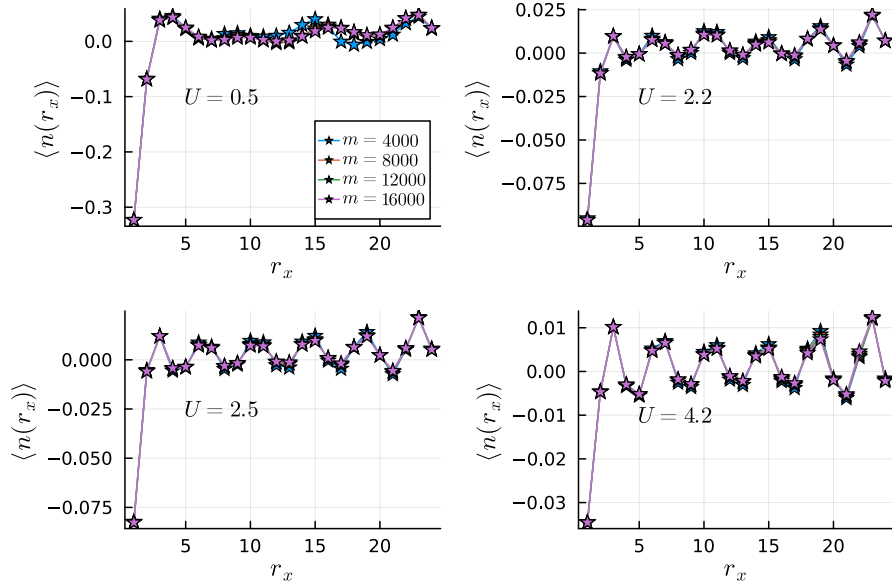 ⟨n(r_x)⟩
0.0
−0.1
−0.2
−0.3
U = 0.5
m = 4000
m = 8000
m = 12000
m = 16000
5 10 15 20
r_x
⟨n(r_x)⟩
0.025
0.000
−0.025
−0.050
−0.075
U = 2.2
5 10 15 20
r_x
⟨n(r_x)⟩
0.000
−0.025
−0.050
−0.075
U = 2.5
5 10 15 20
r_x
⟨n(r_x)⟩
0.01
0.00
−0.01
−0.02
−0.03
U = 4.2
5 10 15 20
r_x